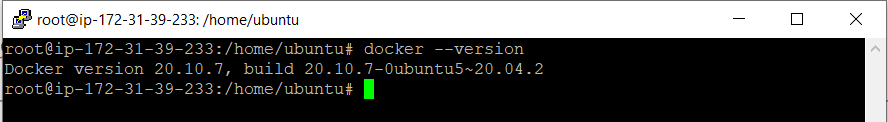 root@ip-172-31-39-233: /home/ubuntu
root@ip-172-31-39-233:/home/ubuntu# docker --version
Docker version 20.10.7, build 20.10.7-0ubuntu5~20.04.2
root@ip-172-31-39-233:/home/ubuntu#